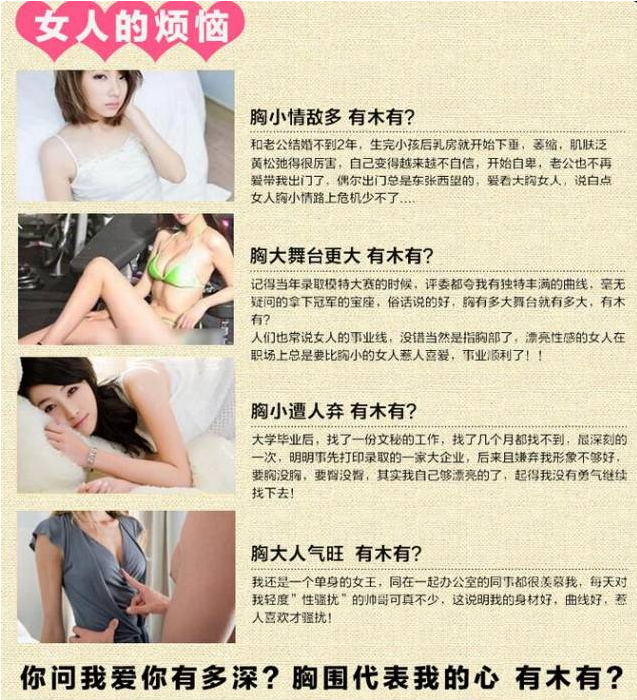 女人的烦恼
胸小情敌多 有木有?
和老公结婚不到2年，生完小孩后乳房就开始下垂，萎缩，肌肤泛
黄松弛得很厉害，自己变得越来越不自信，开始自卑，老公也不再
爱带我出门了，偶尔出门总是东张西望的，爱看大胸女人，说白点
女人胸小情路上危机少不了....
胸大舞台更大 有木有?
记得当年录取模特大赛的时候，评委都夸我有独特丰满的曲线，毫无
疑问的拿下冠军的宝座，俗话说的好，胸有多大舞台就有多大，有木
有?
人们也常说女人的事业线，没错当然是指胸部了，漂亮性感的女人在
职场上总是要比胸小的女人惹人喜爱，事业顺利了！！
胸小遭人弃 有木有?
大学毕业后，找了一份文秘的工作，找了几个月都找不到，最深刻的
一次，明明事先打印录取的一家大企业，后来且嫌弃我形象不够好，
要胸没胸，要臀没臀，其实我自己够漂亮的了，起得我没有勇气继续
找下去！
胸大人气旺 有木有?
我还是一个单身的女王，同在一起办公室的同事都很羡慕我，每天对
我轻度"性骚扰"的帅哥可真不少，这说明我的身材好，曲线好，惹
人喜欢才骚扰！
你问我爱你有多深? 胸围代表我的心 有木有?